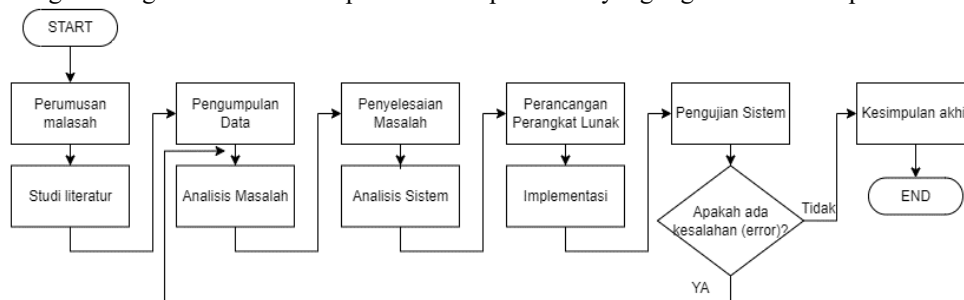 START
Perumusan
malasah
Studi literatur
Pengumpulan
Data
Analisis Masalah
Penyelesaian
Masalah
Analisis Sistem
Perancangan
Perangkat Lunak
Implementasi
Pengujian Sistem
Apakah ada
kesalahan (error)?
Tidak
YA
Kesimpulan akhi
END